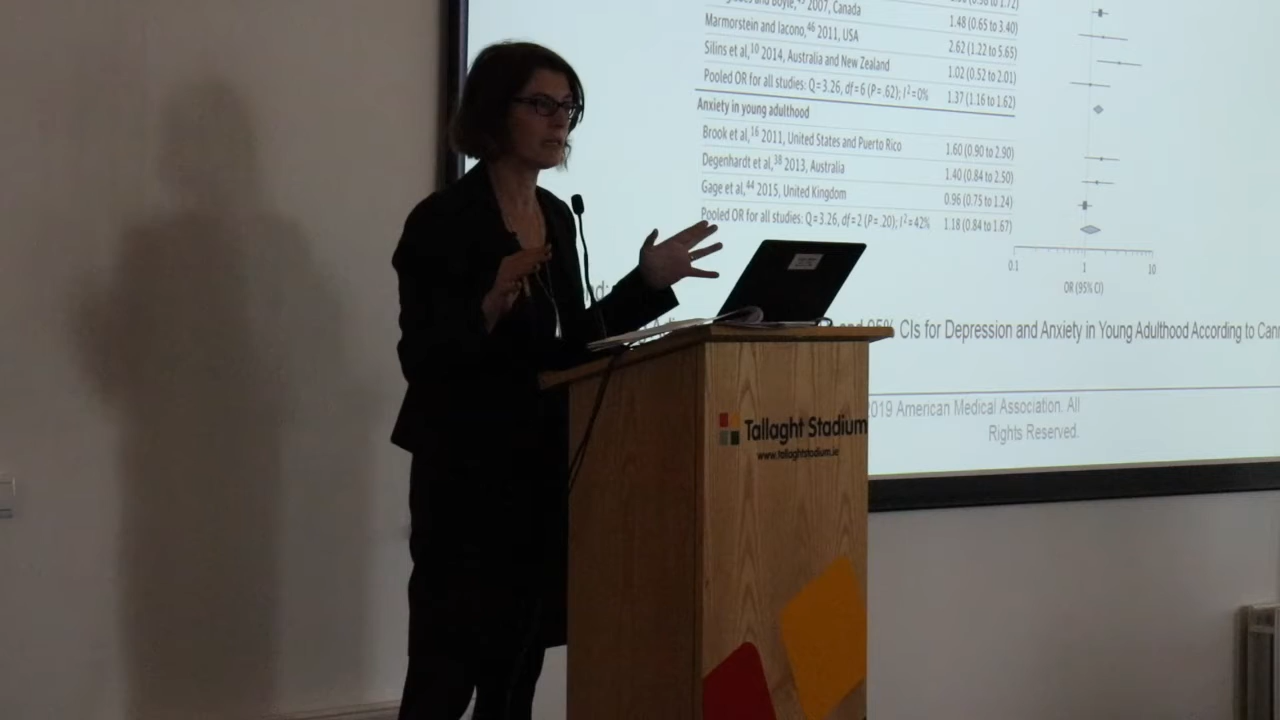 2007, Canada
1.48 (0.65 to 3.40)
Marmorstein and Iacono,46 2011, USA
2.62 (1.22 to 5.65)
Silins et al,10 2014, Australia and New Zealand
1.02 (0.52 to 2.01)
Pooled OR for all studies: Q=3.26, df=6 (P=.62); I²=0%
1.37 (1.16 to 1.62)
Anxiety in young adulthood
Brook et al,16 2011, United States and Puerto Rico
1.60 (0.90 to 2.90)
Degenhardt et al,38 2013, Australia
1.40 (0.84 to 2.50)
Gage et al,44 2015, United Kingdom
0.96 (0.75 to 1.24)
Pooled OR for all studies: Q=3.26, df=2 (P=.20); I²=42%
1.18 (0.84 to 1.67)
0.1 1 10
OR (95% CI)
95% CIs for Depression and Anxiety in Young Adulthood According to
2019 American Medical Association. All
Rights Reserved.
Tallaght Stadium
www.tallaghtstadium.ie